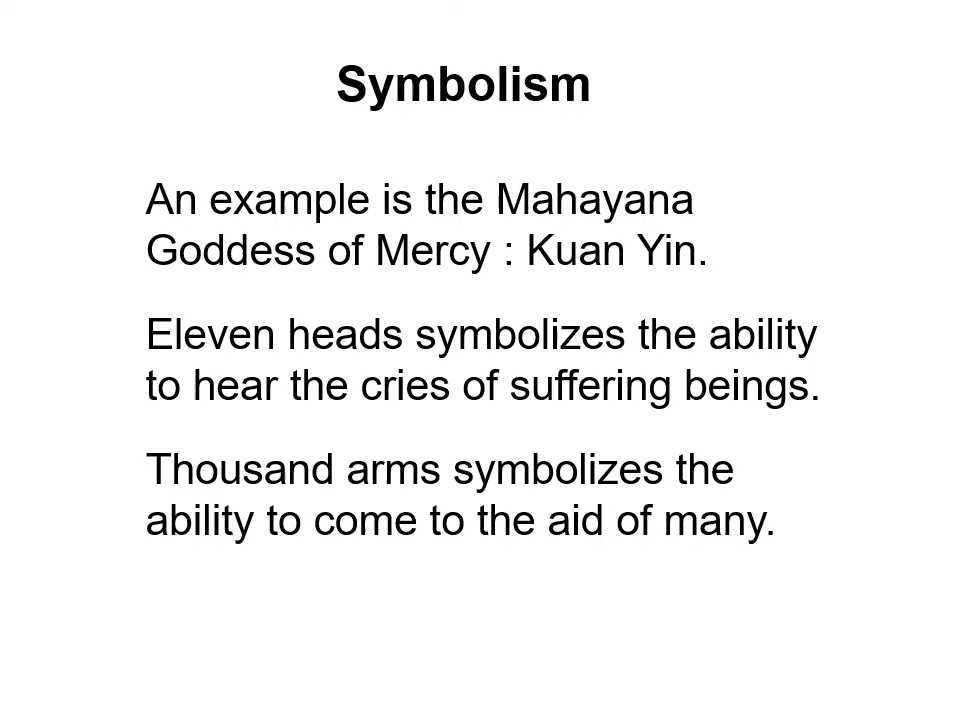 Symbolism
An example is the Mahayana
Goddess of Mercy : Kuan Yin.
Eleven heads symbolizes the ability
to hear the cries of suffering beings.
Thousand arms symbolizes the
ability to come to the aid of many.